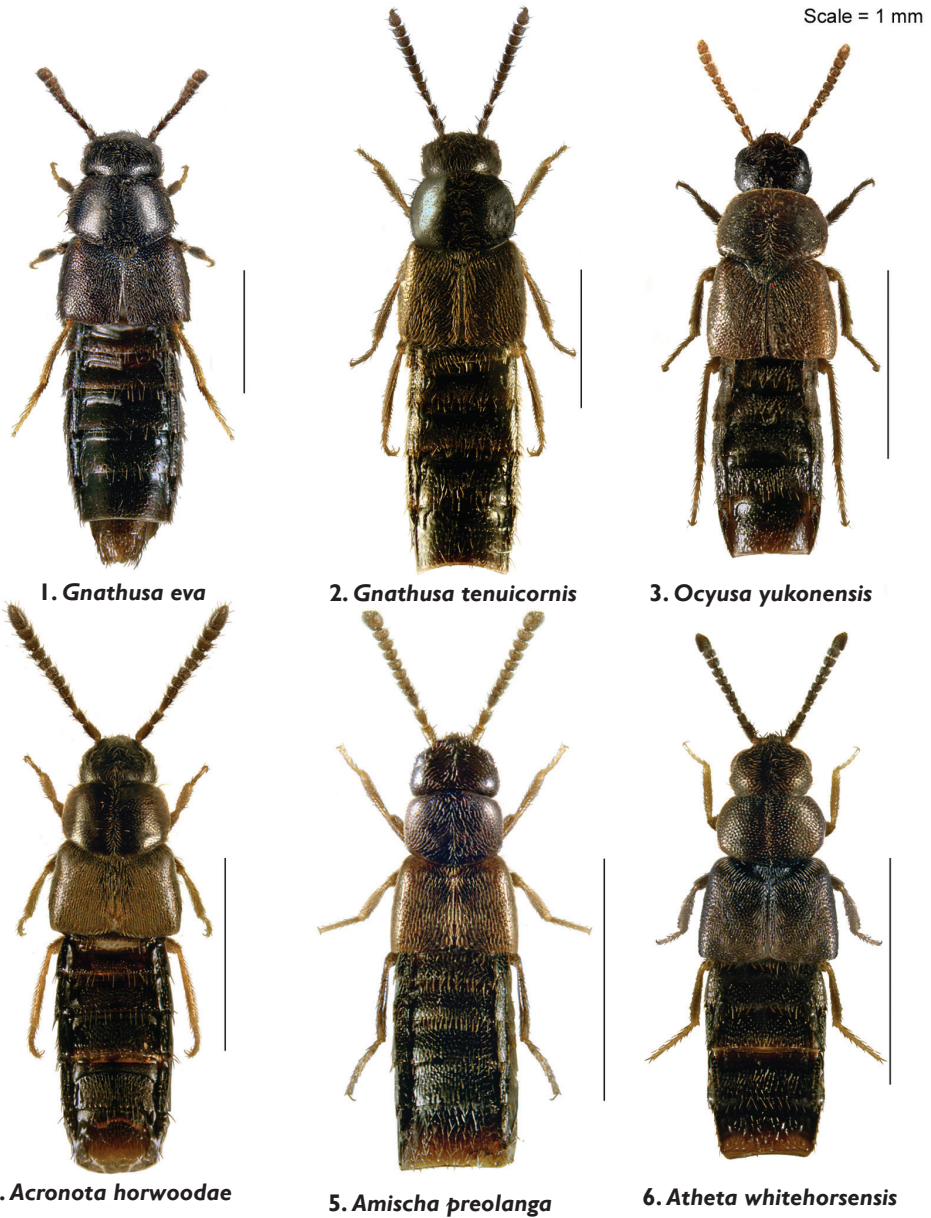 Scale = 1 mm
1. Gnathusa eva
2. Gnathusa tenuicornis
3. Ocyusa yukonensis
. Acronota horwoodae
5. Amischa preolanga
6. Atheta whitehorsensis